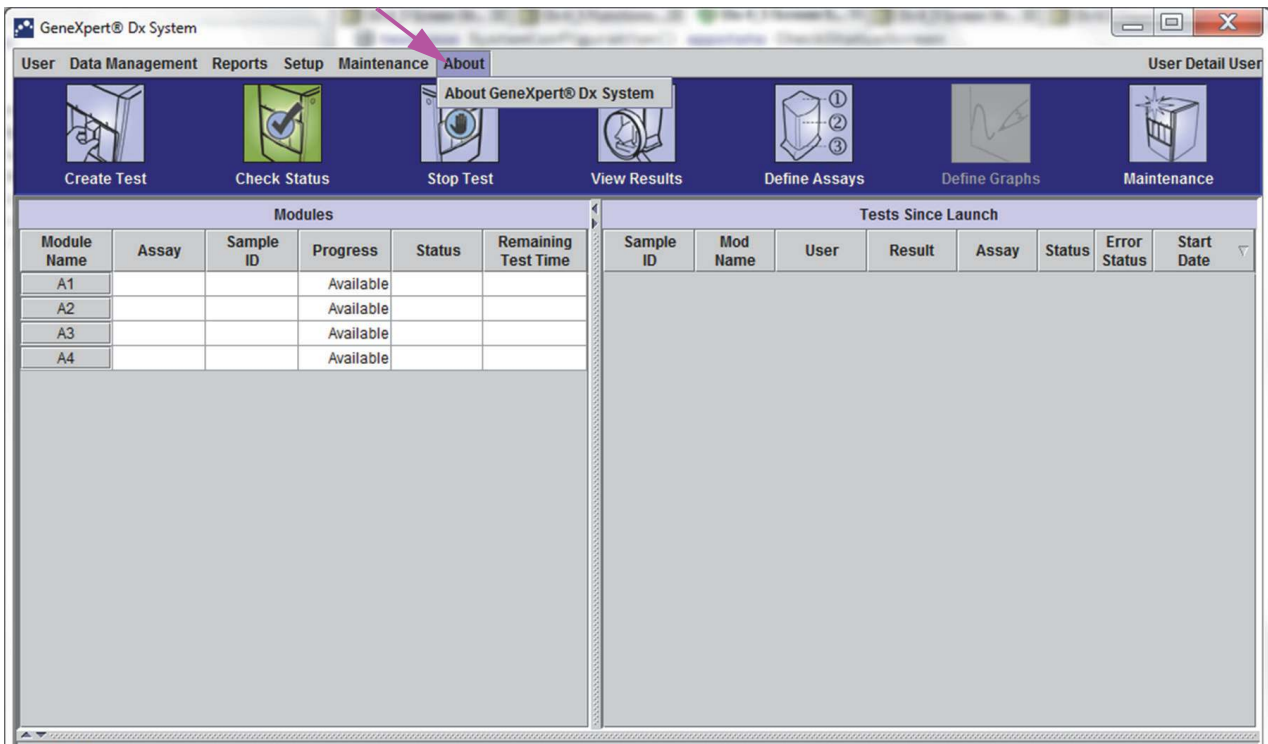 GeneXpert® Dx System
User Data Management Reports Setup Maintenance About User Detail User
About GeneXpert® Dx System
① ② ③
Create Test Check Status Stop Test View Results Define Assays Define Graphs Maintenance
Modules
Module Name Assay Sample ID Progress Status Remaining Test Time
A1 Available
A2 Available
A3 Available
A4 Available
Tests Since Launch
Sample ID Mod Name User Result Assay Status Error Status Start Date